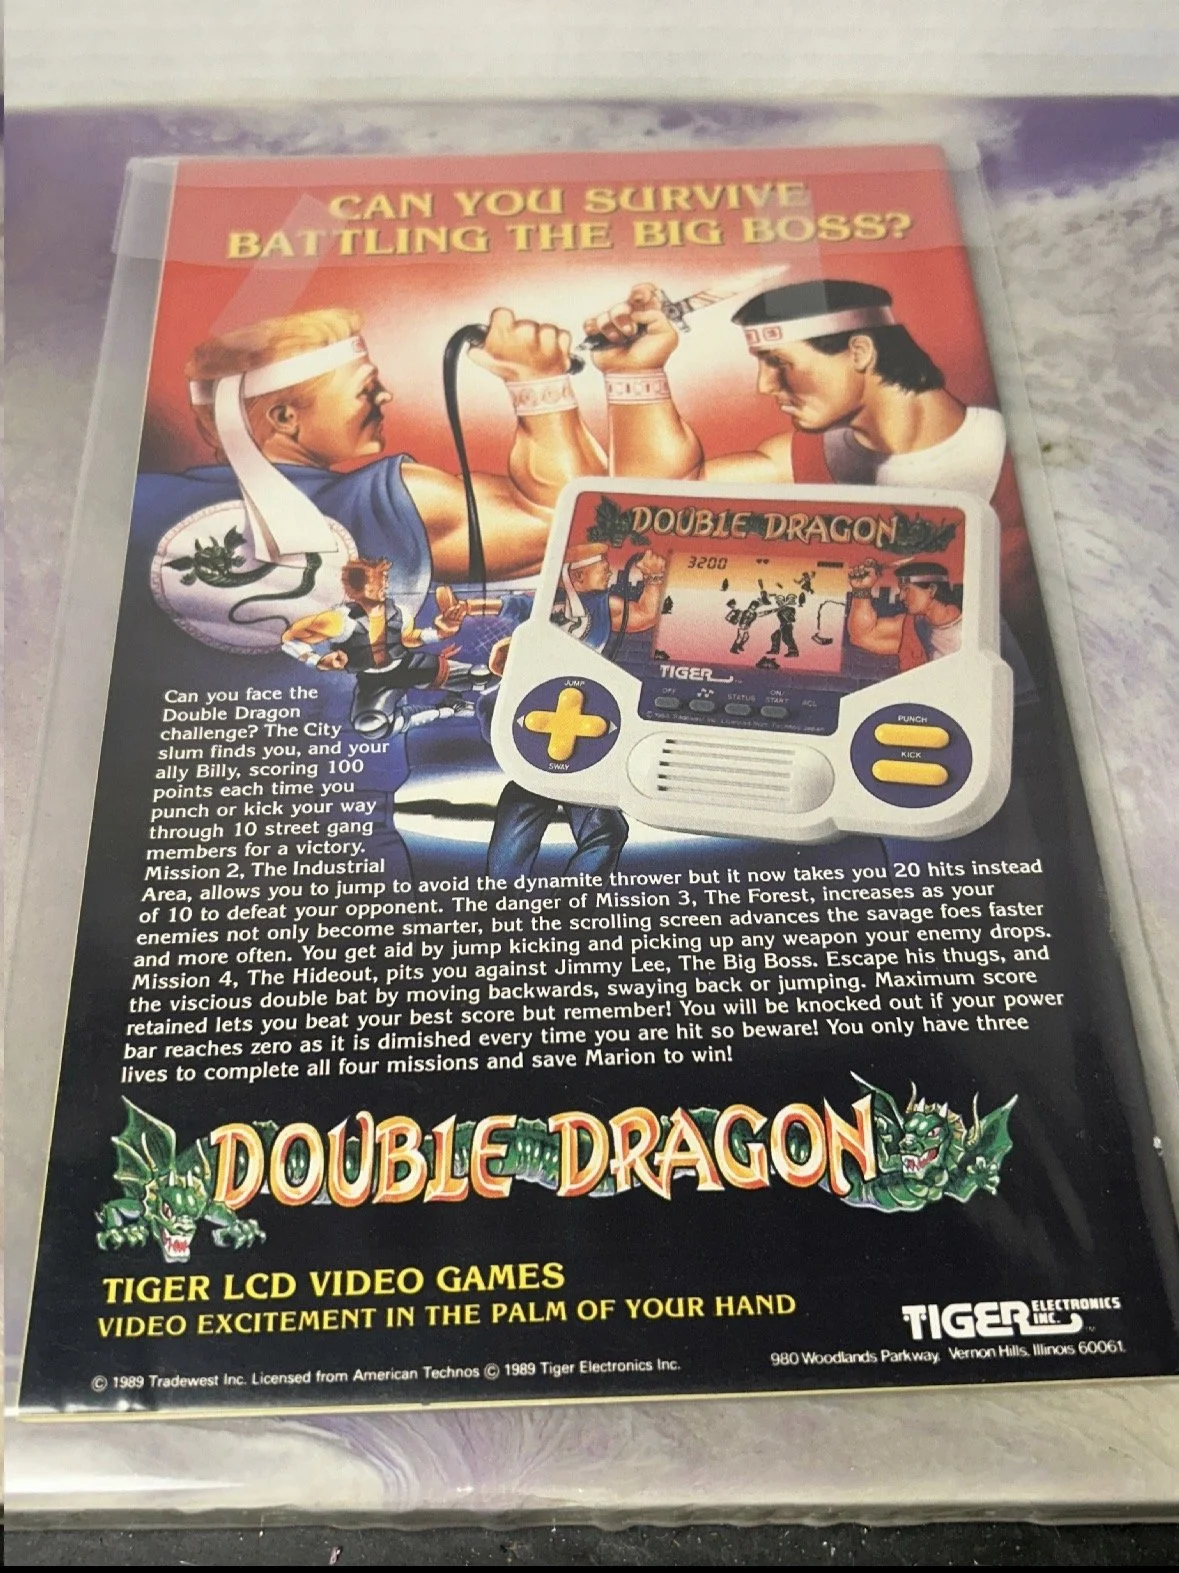 CAN YOU SURVIVE
BATTLING THE BIG BOSS?
DOUBLE DRAGON
3200
TIGER
JUMP
SWAY
OFF
STATUS
ON/
START
ACL
PUNCH
KICK
Can you face the
Double Dragon
challenge? The City
slum finds you, and your
ally Billy, scoring 100
points each time you
punch or kick your way
through 10 street gang
members for a victory.
Mission 2, The Industrial
Area, allows you to jump to avoid the dynamite thrower but it now takes you 20 hits instead
of 10 to defeat your opponent. The danger of Mission 3, The Forest, increases as your
enemies not only become smarter, but the scrolling screen advances the savage foes faster
and more often. You get aid by jump kicking and picking up any weapon your enemy drops.
Mission 4, The Hideout, pits you against Jimmy Lee, The Big Boss. Escape his thugs, and
the viscious double bat by moving backwards, swaying back or jumping. Maximum score
retained lets you beat your best score but remember! You will be knocked out if your power
bar reaches zero as it is dimished every time you are hit so beware! You only have three
lives to complete all four missions and save Marion to win!
DOUBLE DRAGON
TIGER LCD VIDEO GAMES
VIDEO EXCITEMENT IN THE PALM OF YOUR HAND
TIGER ELECTRONICS
INC.
980 Woodlands Parkway, Vernon Hills, Illinois 60061
© 1989 Tradewest Inc. Licensed from American Technos © 1989 Tiger Electronics Inc.